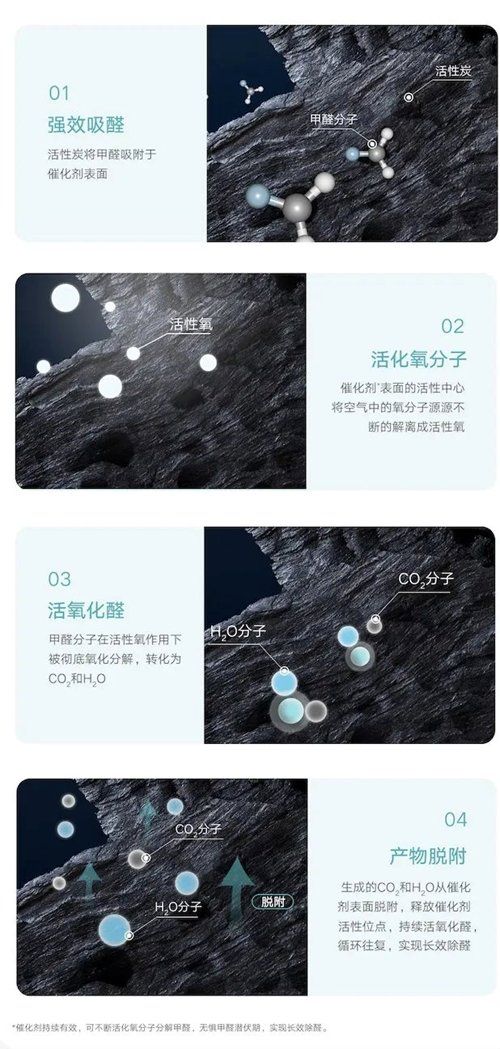 01
强效吸醛
活性炭将甲醛吸附于
催化剂表面
活性炭
甲醛分子
活性氧
02
活化氧分子
催化剂*表面的活性中心
将空气中的氧分子源源不
断的解离成活性氧
03
活氧化醛
甲醛分子在活性氧作用下
被彻底氧化分解，转化为
CO₂和H₂O
CO₂分子
H₂O分子
CO₂分子
H₂O分子
脱附
04
产物脱附
生成的CO₂和H₂O从催化
剂表面脱附，释放催化剂
活性位点，持续活氧化醛，
循环往复，实现长效除醛
*催化剂持续有效，可不断活化氧分子分解甲醛，无惧甲醛潜伏期，实现长效除醛。